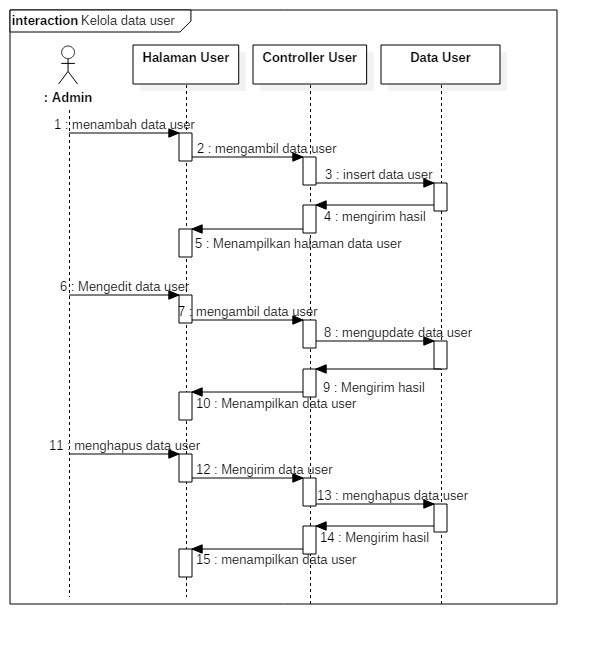 interaction Kelola data user
Halaman User
Controller User
Data User
: Admin
1 : menambah data user
2 : mengambil data user
3 : insert data user
4 : mengirim hasil
5 : Menampilkan halaman data user
6 : Mengedit data user
7 : mengambil data user
8 : mengupdate data user
9 : Mengirim hasil
10 : Menampilkan data user
11 : menghapus data user
12 : Mengirim data user
13 : menghapus data user
14 : Mengirim hasil
15 : menampilkan data user